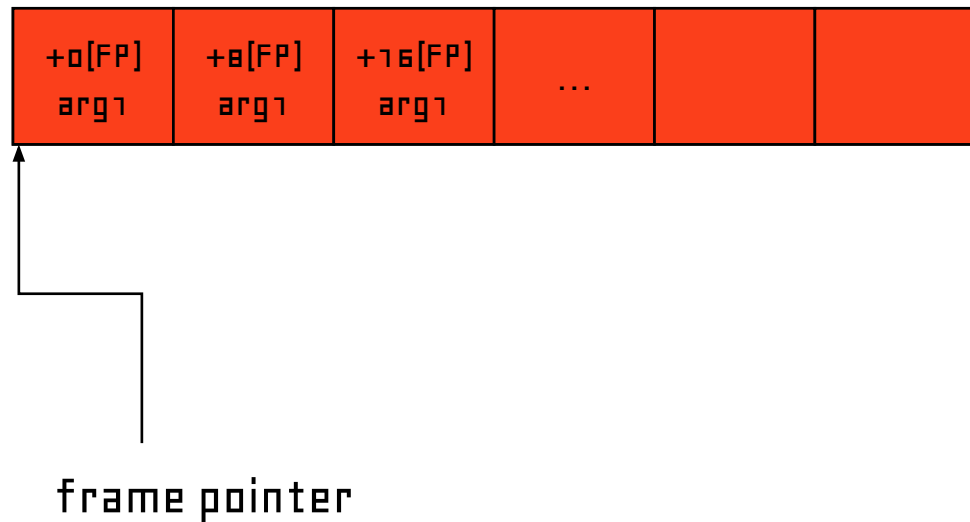 +0[FP]
arg1
+8[FP]
arg1
+16[FP]
arg1
...
frame pointer